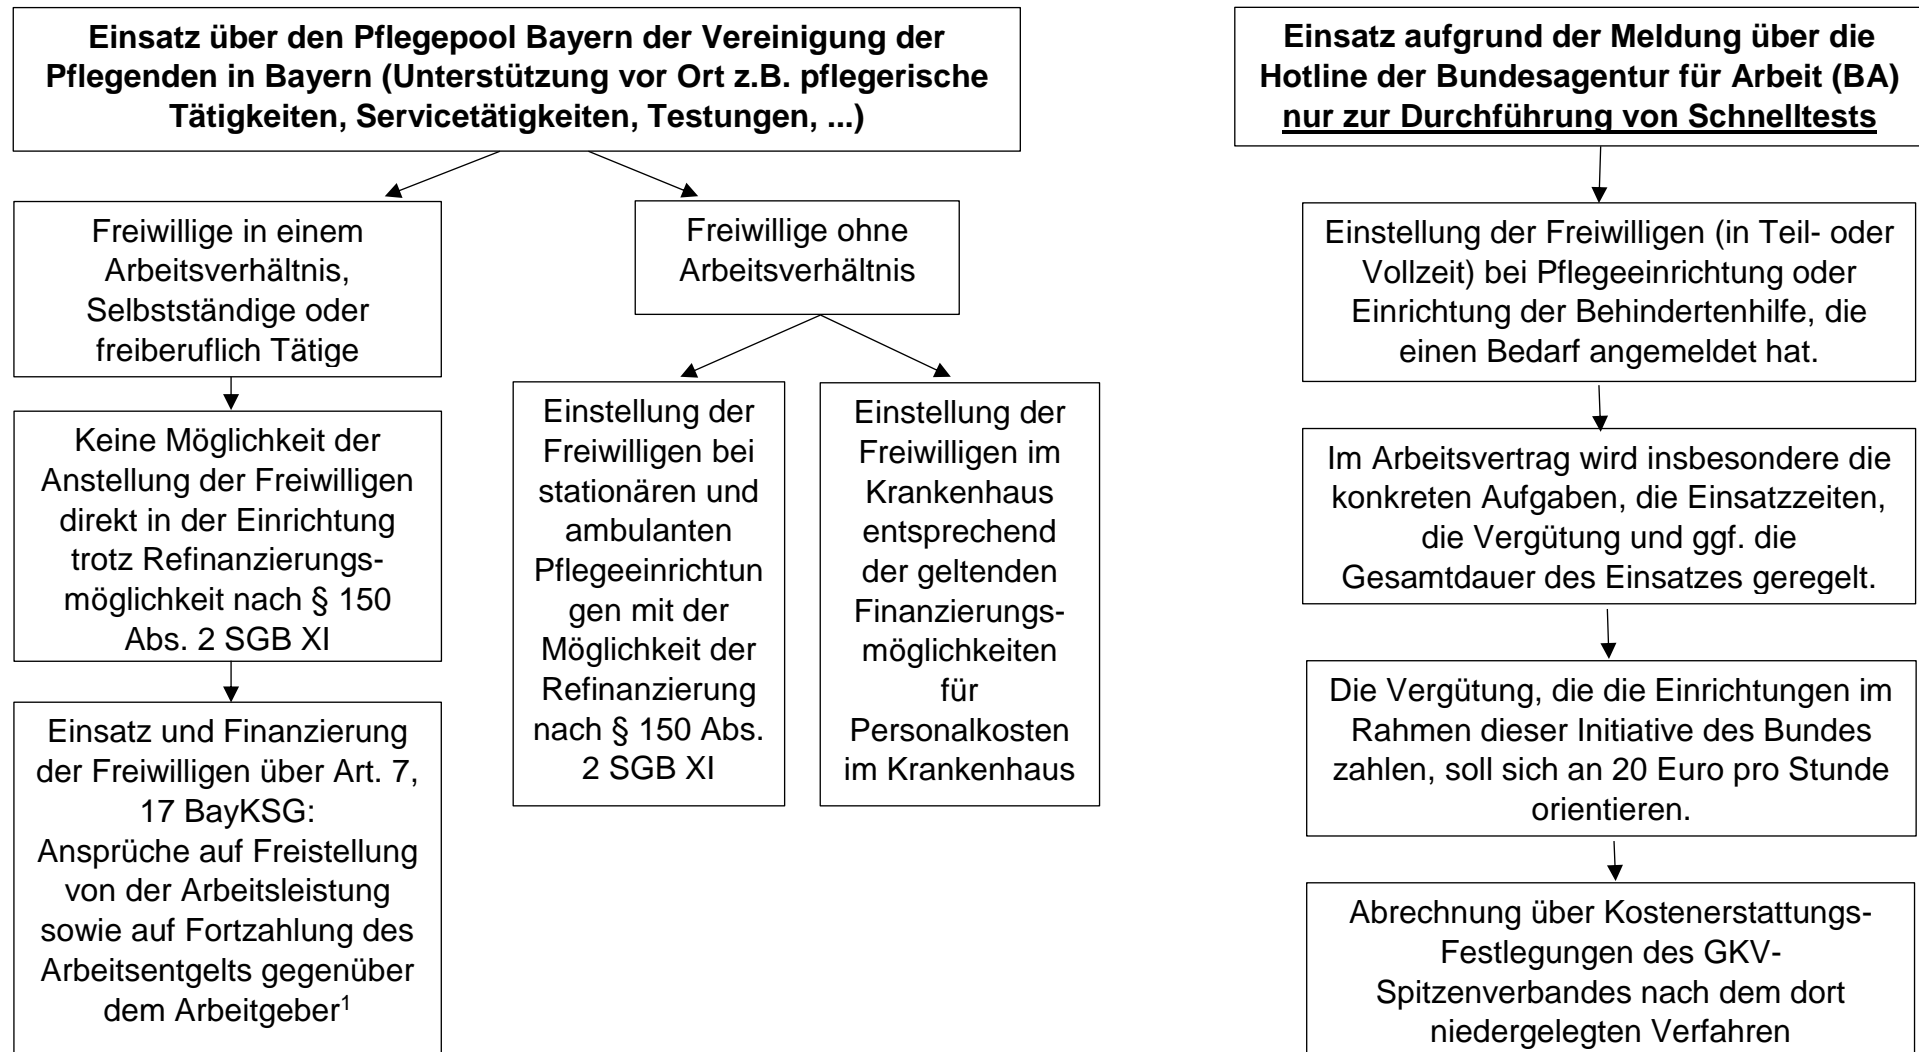 Einsatz über den Pflegepool Bayern der Vereinigung der
Pflegenden in Bayern (Unterstützung vor Ort z.B. pflegerische
Tätigkeiten, Servicetätigkeiten, Testungen, ...)
Freiwillige in einem
Arbeitsverhältnis,
Selbstständige oder
freiberuflich Tätige
Keine Möglichkeit der
Anstellung der Freiwilligen
direkt in der Einrichtung
trotz Refinanzierungs-
möglichkeit nach § 150
Abs. 2 SGB XI
Einsatz und Finanzierung
der Freiwilligen über Art. 7,
17 BayKSG:
Ansprüche auf Freistellung
von der Arbeitsleistung
sowie auf Fortzahlung des
Arbeitsentgelts gegenüber
dem Arbeitgeber¹
Freiwillige ohne
Arbeitsverhältnis
Einstellung der
Freiwilligen bei
stationären und
ambulanten
Pflegeeinrichtun
gen mit der
Möglichkeit der
Refinanzierung
nach § 150 Abs.
2 SGB XI
Einstellung der
Freiwilligen im
Krankenhaus
entsprechend
der geltenden
Finanzierungs-
möglichkeiten
für
Personalkosten
im Krankenhaus
Einsatz aufgrund der Meldung über die
Hotline der Bundesagentur für Arbeit (BA)
nur zur Durchführung von Schnelltests
Einstellung der Freiwilligen (in Teil- oder
Vollzeit) bei Pflegeeinrichtung oder
Einrichtung der Behindertenhilfe, die
einen Bedarf angemeldet hat.
Im Arbeitsvertrag wird insbesondere die
konkreten Aufgaben, die Einsatzzeiten,
die Vergütung und ggf. die
Gesamtdauer des Einsatzes geregelt.
Die Vergütung, die die Einrichtungen im
Rahmen dieser Initiative des Bundes
zahlen, soll sich an 20 Euro pro Stunde
orientieren.
Abrechnung über Kostenerstattungs-
Festlegungen des GKV-
Spitzenverbandes nach dem dort
niedergelegten Verfahren